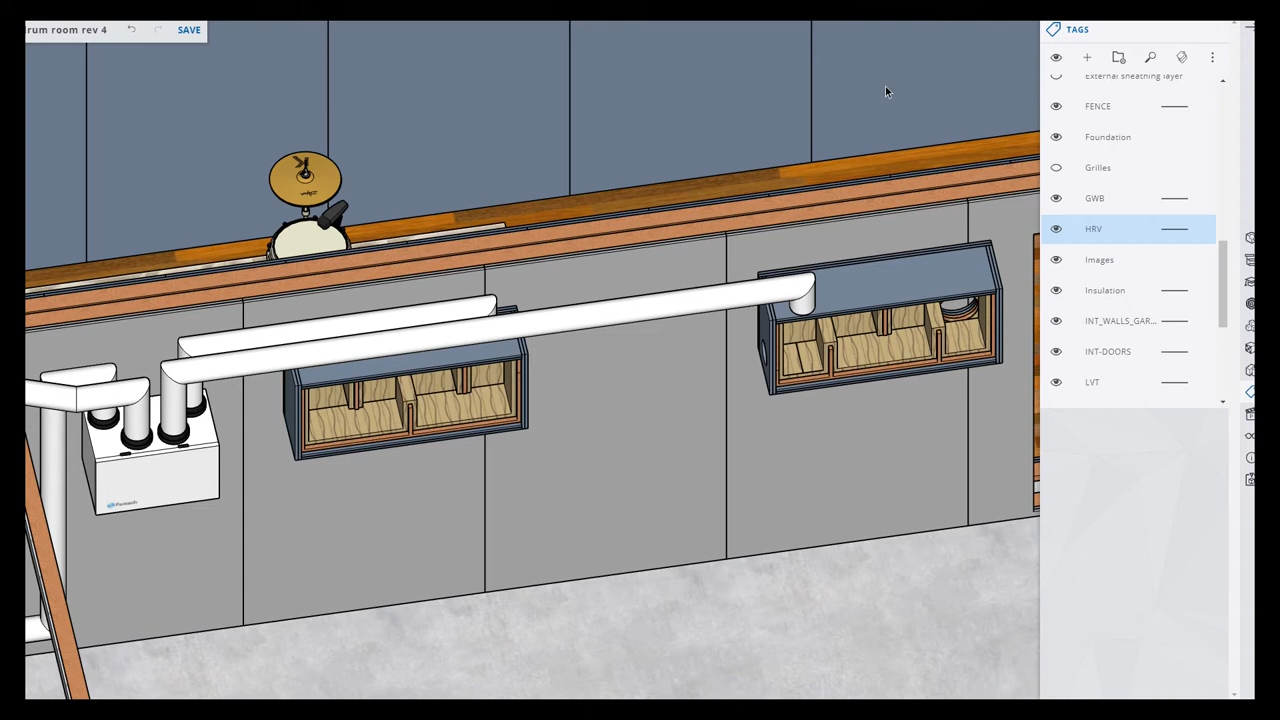 rum room rev 4
SAVE
TAGS
External sheathing layer
FENCE
Foundation
Grilles
GWB
HRV
Images
Insulation
INT_WALLS_GAR...
INT-DOORS
LVT
Fantech